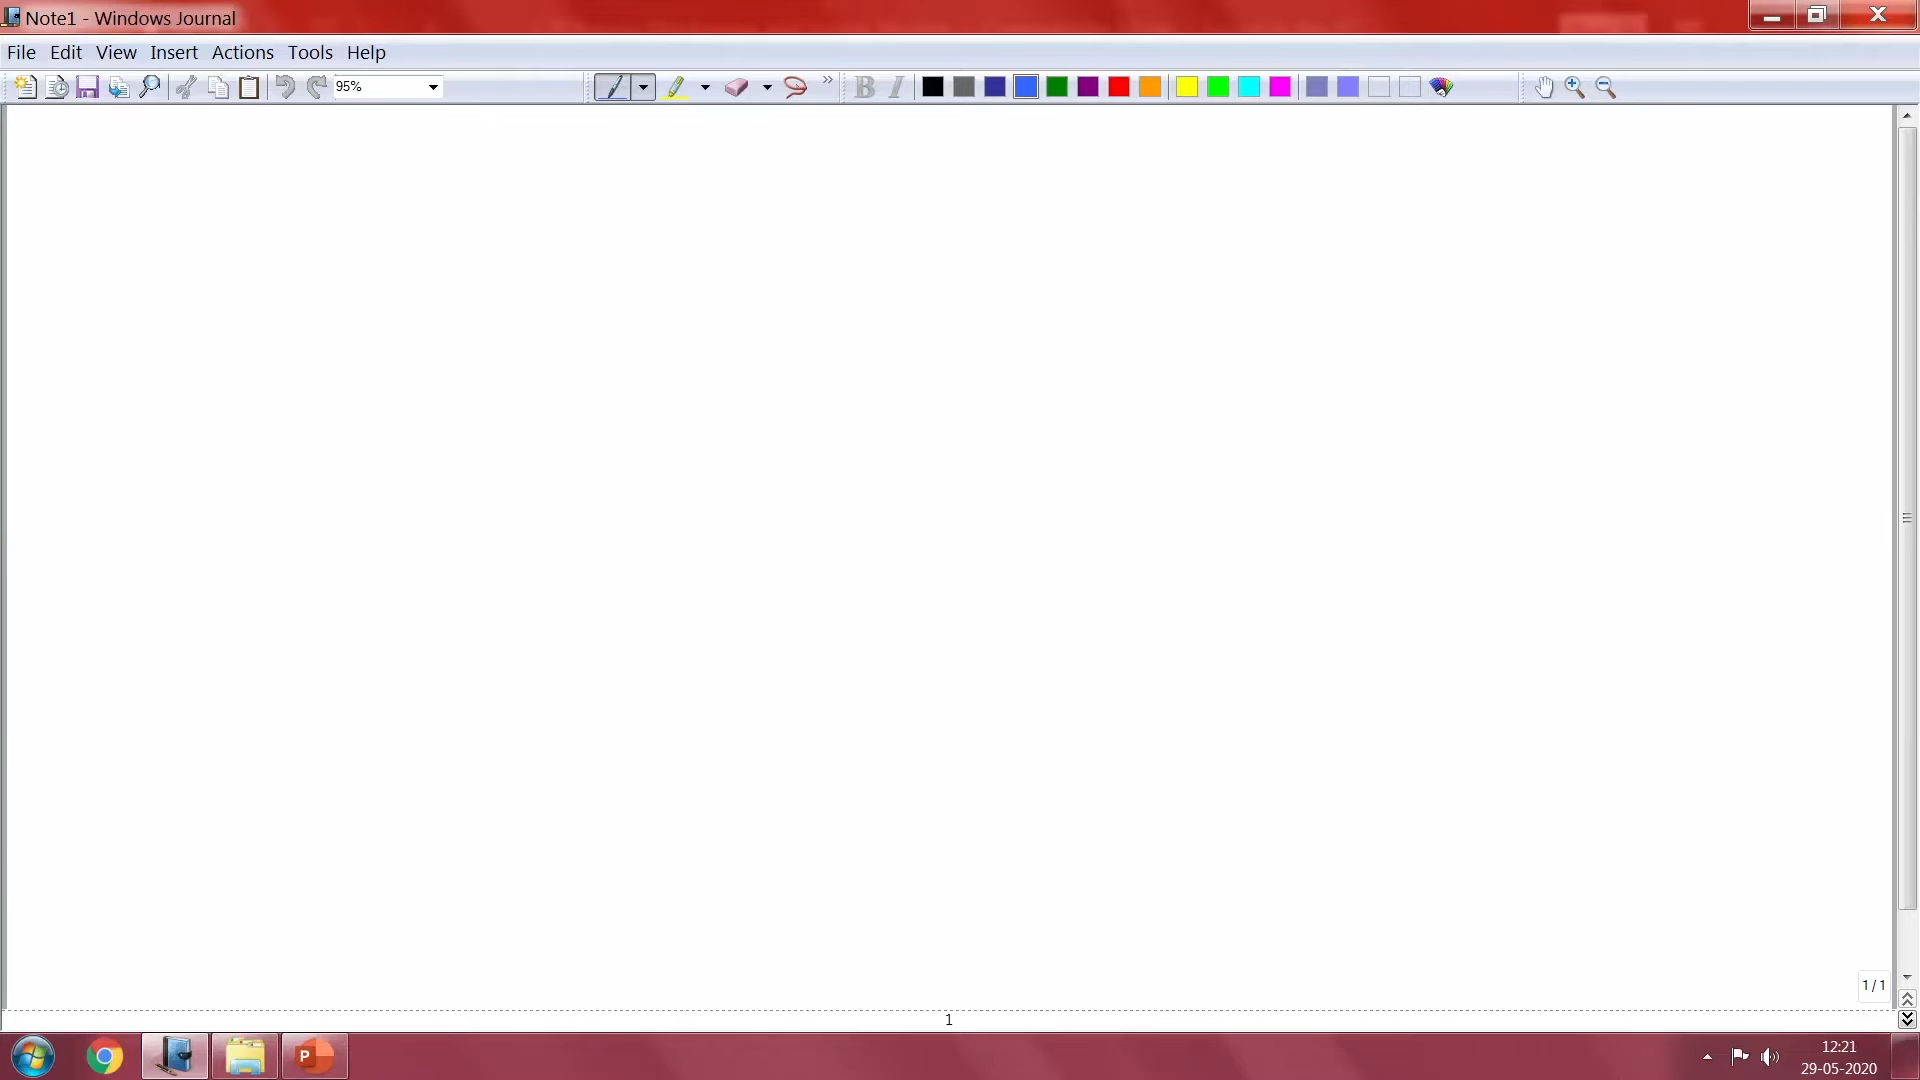 Note1 - Windows Journal
File Edit View Insert Actions Tools Help
95%
B I
1 / 1
1
P
12:21
29-05-2020